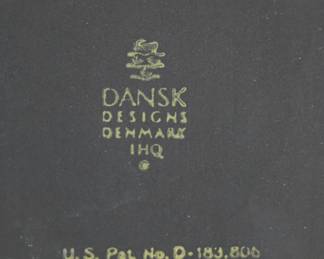 DANSK
DESIGNS
DENMARK
IHQ
©
U.S. Pat. No. D-183,806